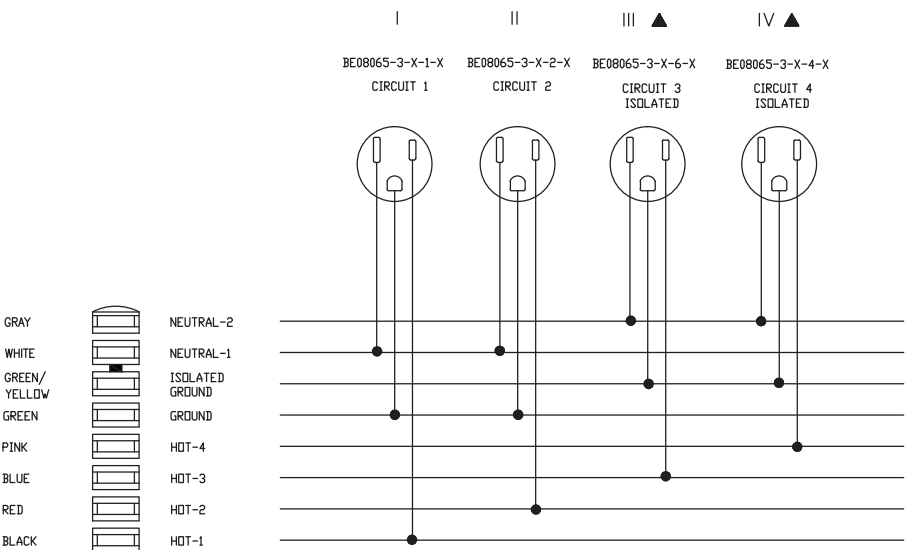 I II III ▲ IV ▲
BE08065-3-X-1-X BE08065-3-X-2-X BE08065-3-X-6-X BE08065-3-X-4-X
CIRCUIT 1 CIRCUIT 2 CIRCUIT 3 CIRCUIT 4
ISOLATED ISOLATED
GRAY NEUTRAL-2
WHITE NEUTRAL-1
GREEN/ ISOLATED
YELLOW GROUND
GREEN GROUND
PINK HOT-4
BLUE HOT-3
RED HOT-2
BLACK HOT-1